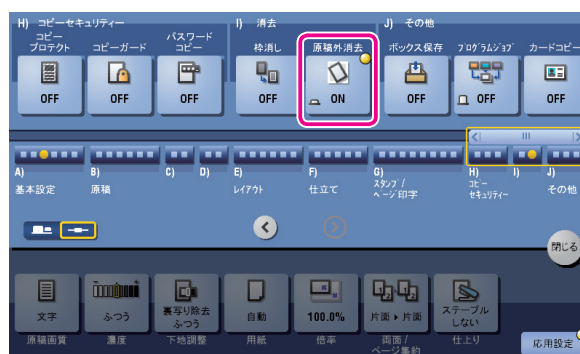 H) コピーセキュリティー
I) 消去
J) その他
コピー
プロテクト
コピーガード
パスワード
コピー
枠消し
原稿外消去
ボックス保存
プログラムジョブ
カードコピー
OFF
OFF
OFF
OFF
ON
OFF
OFF
OFF
A)
B)
C)
D)
E)
F)
G)
H)
I)
J)
基本設定
原稿
レイアウト
仕立て
スタンプ/
ページ印字
コピー
セキュリティー
その他
閉じる
文字
ふつう
裏写り除去
ふつう
自動
100.0%
片面▶片面
ステープル
しない
原稿画質
濃度
下地調整
用紙
倍率
両面/
ページ集約
仕上り
応用設定